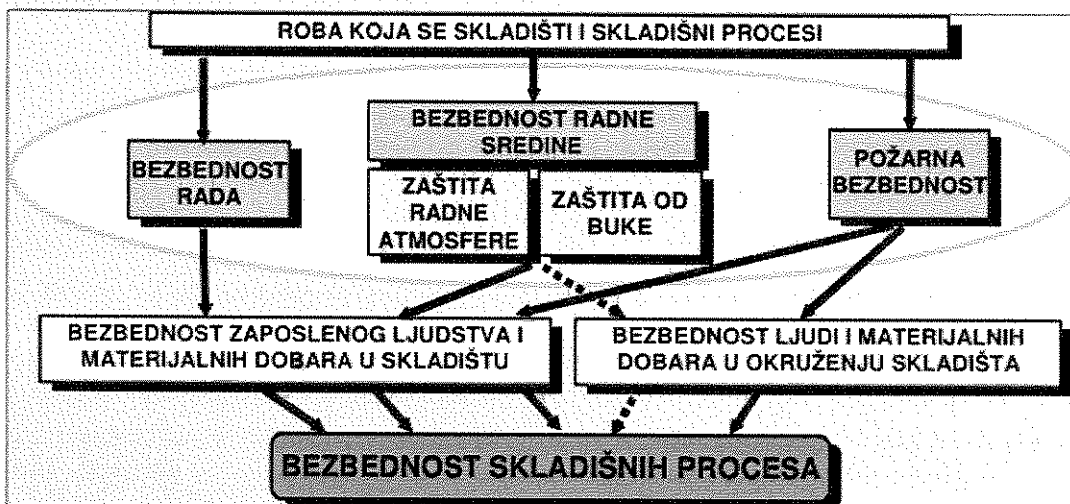 ROBA KOJA SE SKLADIŠTI I SKLADIŠNI PROCESI
BEZBEDNOST RADNE
SREDINE
BEZBEDNOST
RADA
POŽARNA
BEZBEDNOST
ZAŠTITA
RADNE
ATMOSFERE
ZAŠTITA OD
BUKE
BEZBEDNOST ZAPOSLENOG LJUDSTVA I
MATERIJALNIH DOBARA U SKLADIŠTU
BEZBEDNOST LJUDI I MATERIJALNIH
DOBARA U OKRUŽENJU SKLADIŠTA
BEZBEDNOST SKLADIŠNIH PROCESA